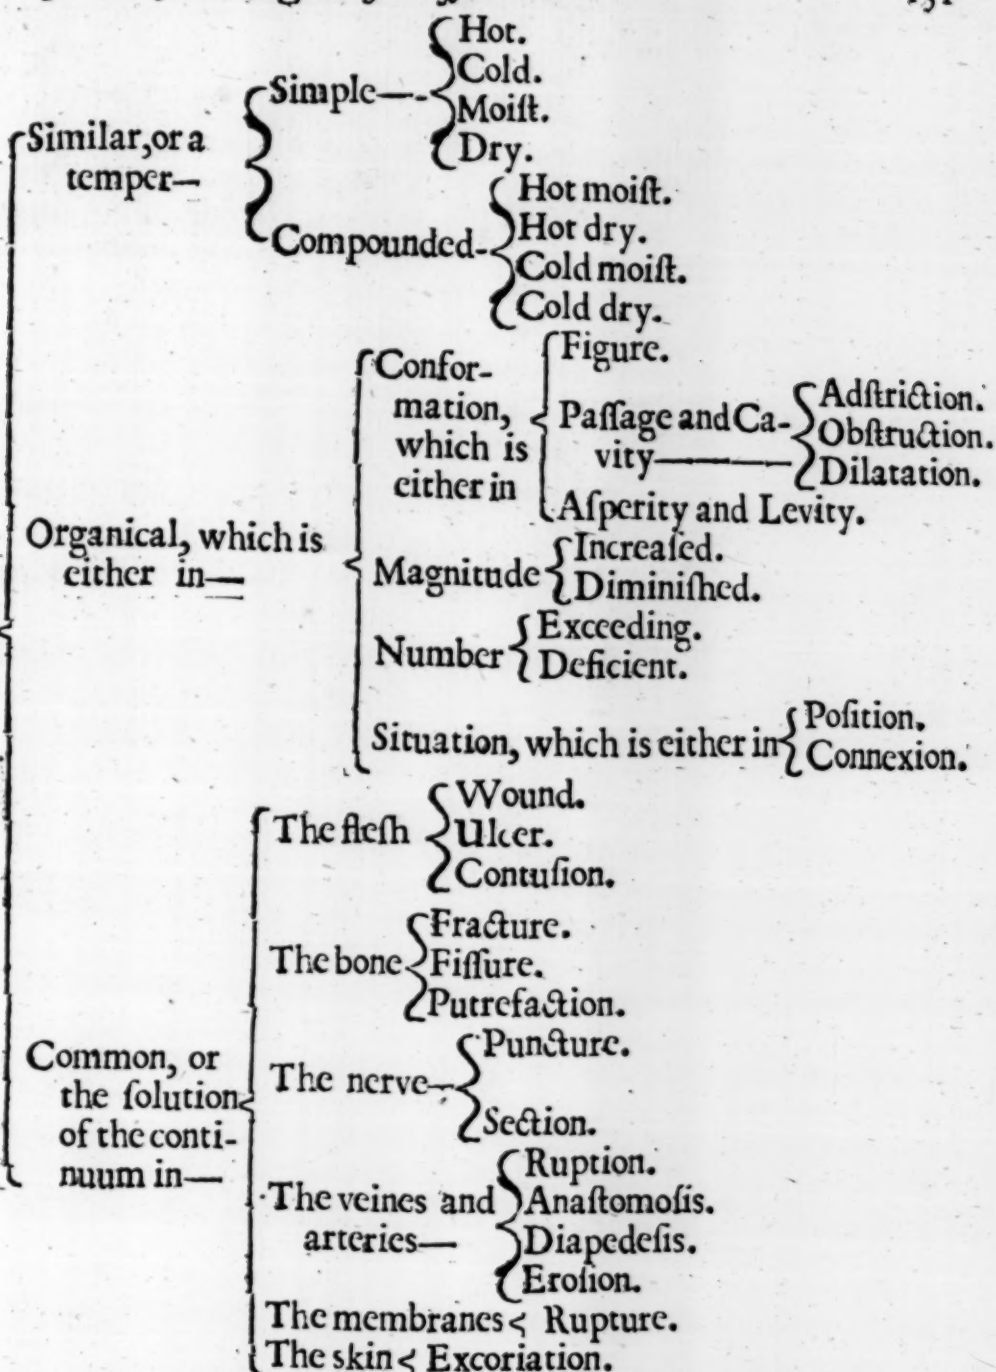 Hot.
Simple—- Cold.
Moiſt.
Similar, or a temper— Dry.
Hot moiſt.
Compounded- Hot dry.
Cold moiſt.
Cold dry.
Confor-
mation,
which is
either in
Figure.
Paſſage and Ca-
vity——
Adſtriction.
Obſtruction.
Dilatation.
Aſperity and Levity.
Organical, which is
either in—
Magnitude
Increaſed.
Diminiſhed.
Number
Exceeding.
Deficient.
Situation, which is either in
Poſition.
Connexion.
The fleſh
Wound.
Ulcer.
Contuſion.
The bone
Fracture.
Fiſſure.
Putrefaction.
Common, or
the ſolution
of the conti-
nuum in—
The nerve—
Puncture.
Section.
The veines and
arteries—
Ruption.
Anaſtomoſis.
Diapedeſis.
Eroſion.
The membranes < Rupture.
The skin < Excoriation.